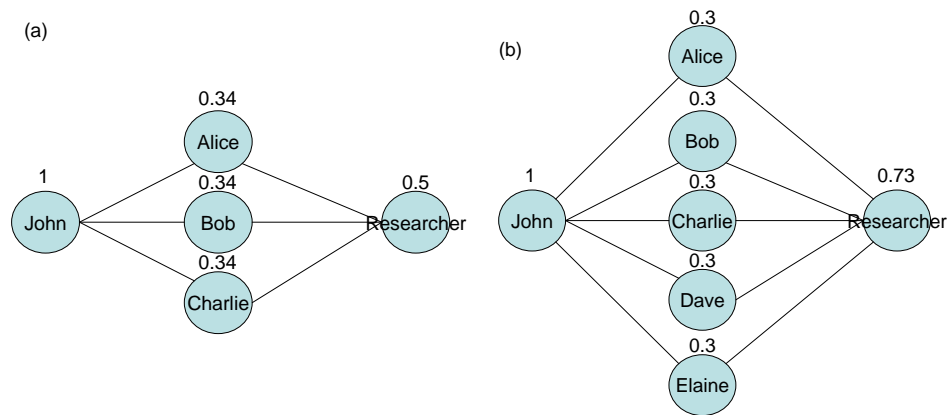 (a)
0.34
Alice
1
0.34
0.5
John
Bob
Researcher
0.34
Charlie
(b)
0.3
Alice
0.3
Bob
1
0.3
0.73
John
Charlie
Researcher
0.3
Dave
0.3
Elaine